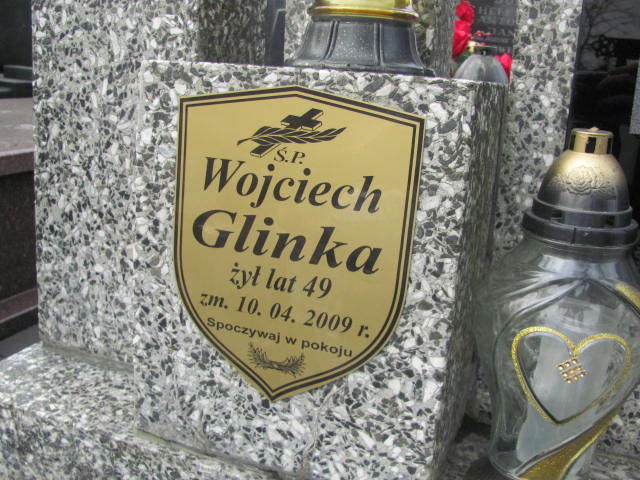 Ś.P.
Wojciech
Glinka
żył lat 49
zm. 10. 04. 2009 r.
Spoczywaj w pokoju